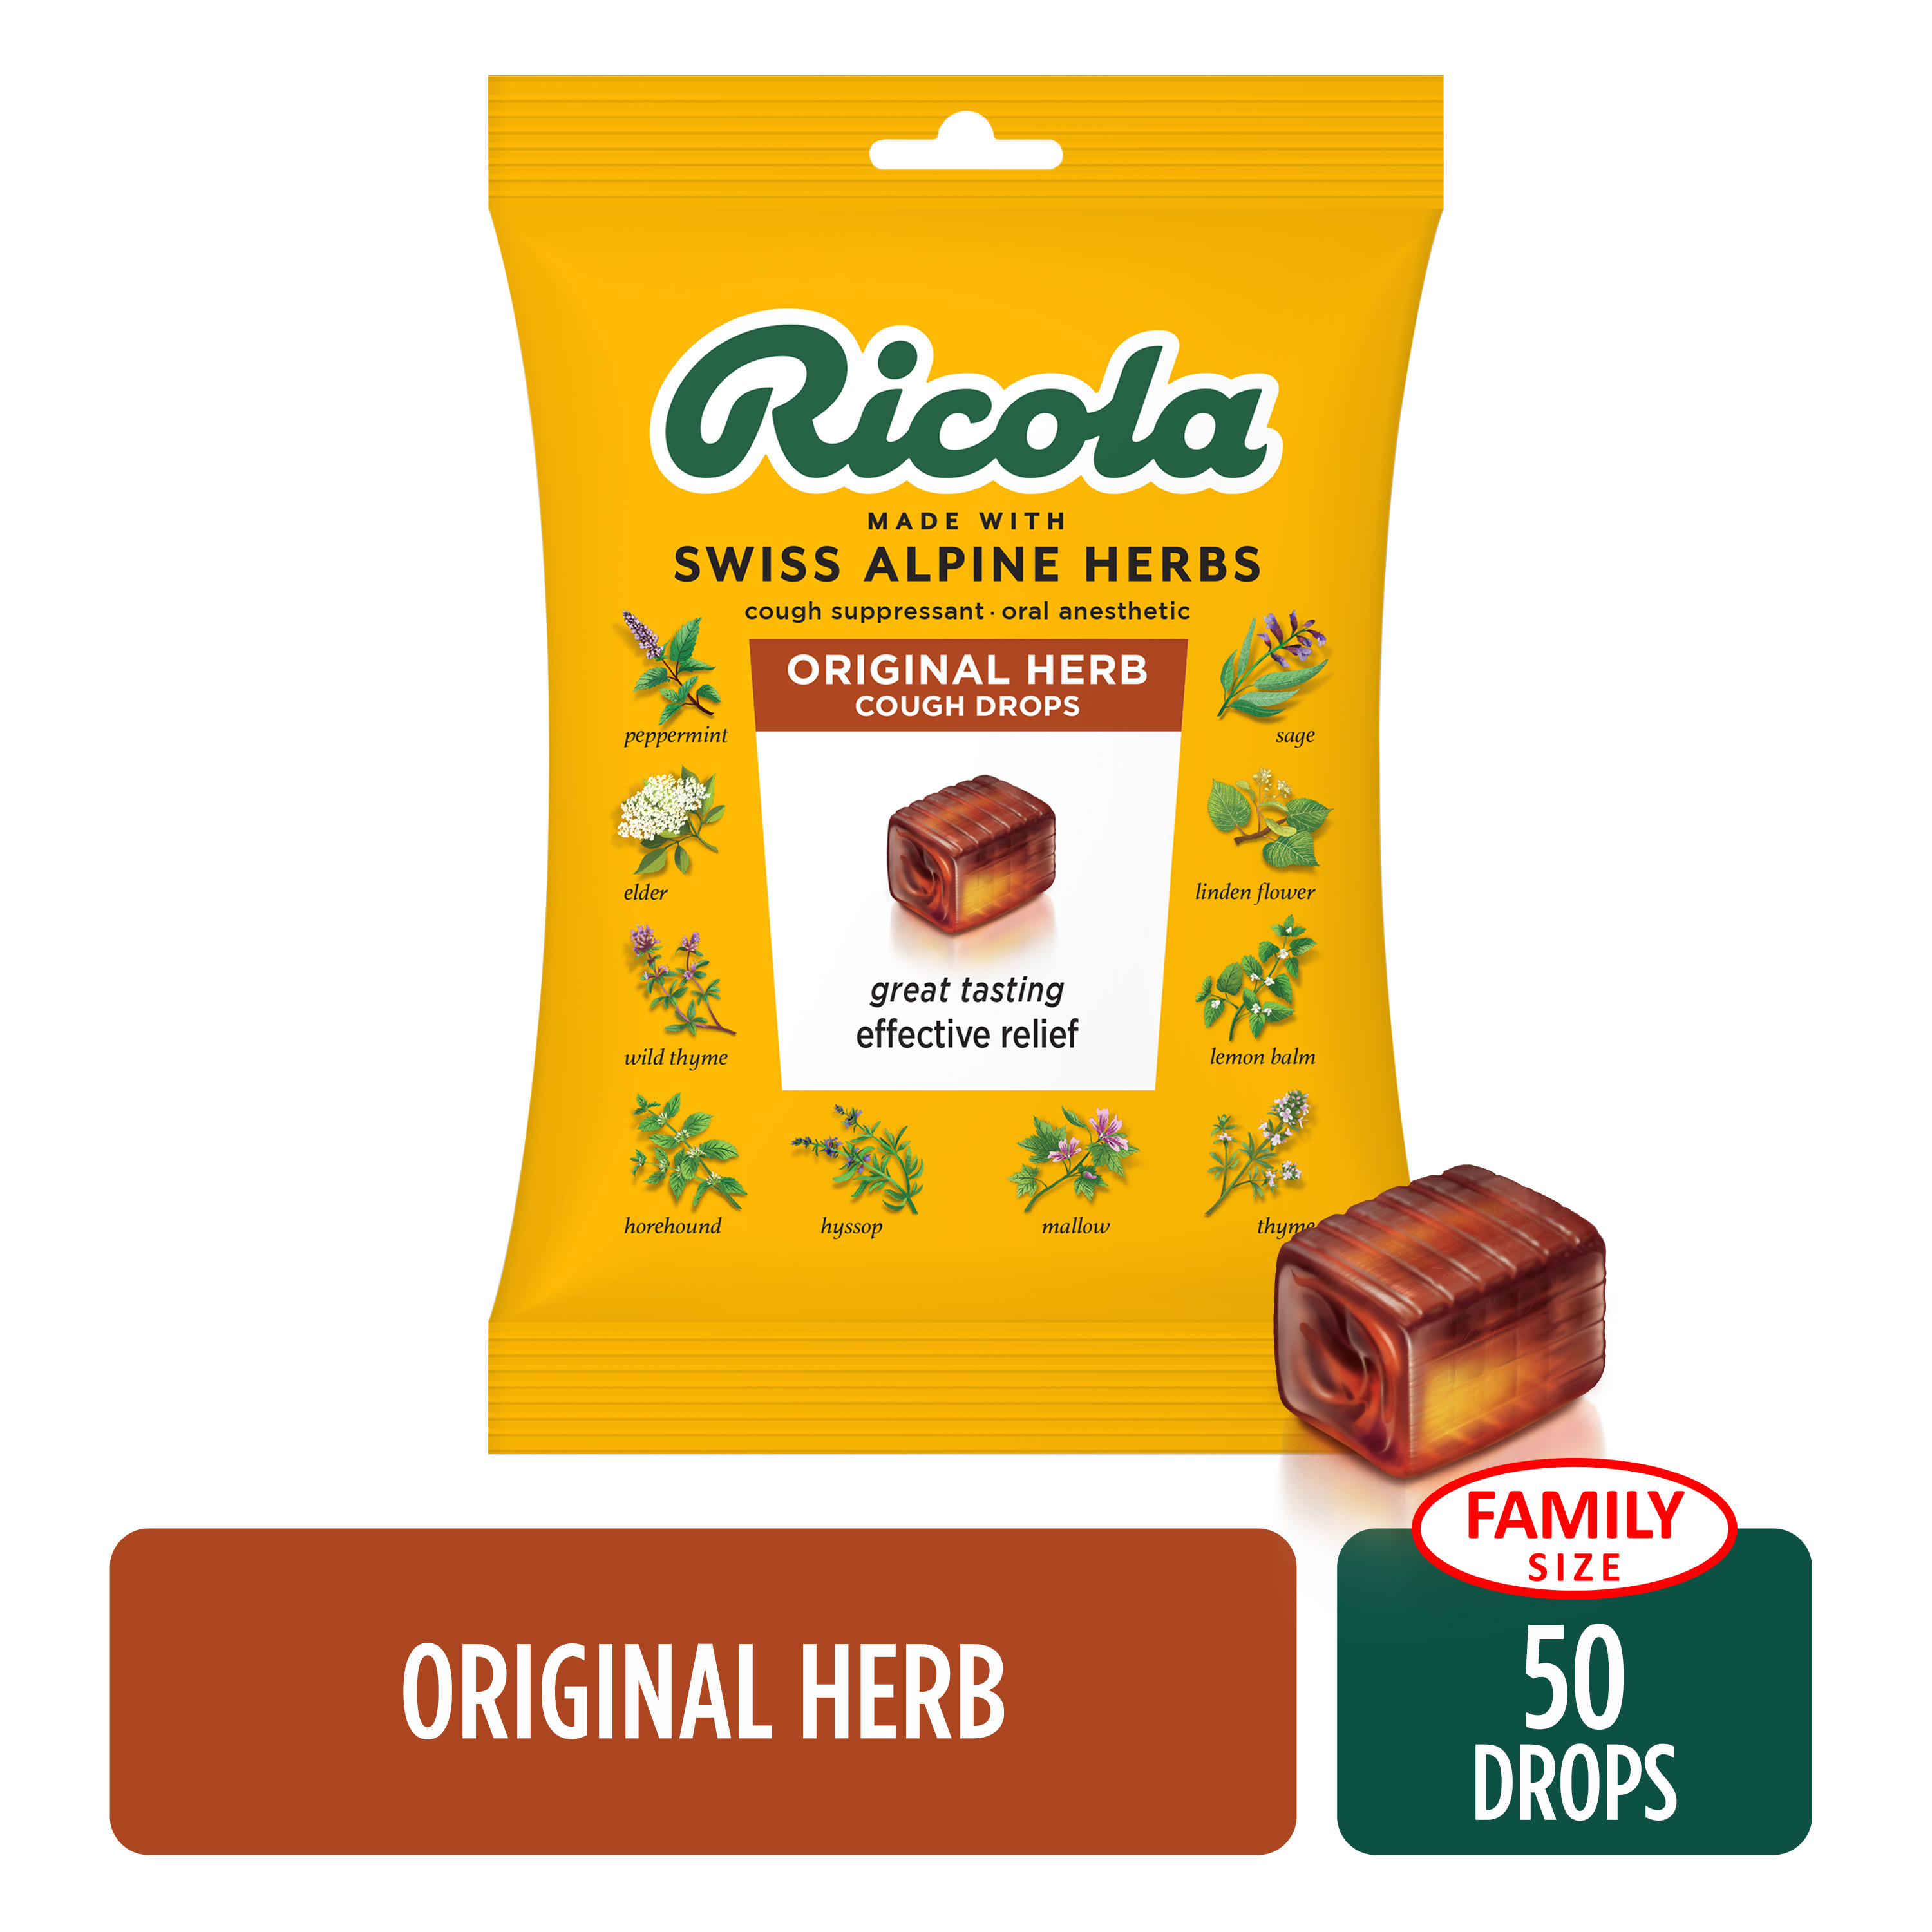 Ricola
MADE WITH
SWISS ALPINE HERBS
cough suppressant · oral anesthetic
ORIGINAL HERB
COUGH DROPS
peppermint
sage
elder
linden flower
great tasting
effective relief
wild thyme
lemon balm
horehound
hyssop
mallow
thyme
FAMILY
SIZE
ORIGINAL HERB
50
DROPS